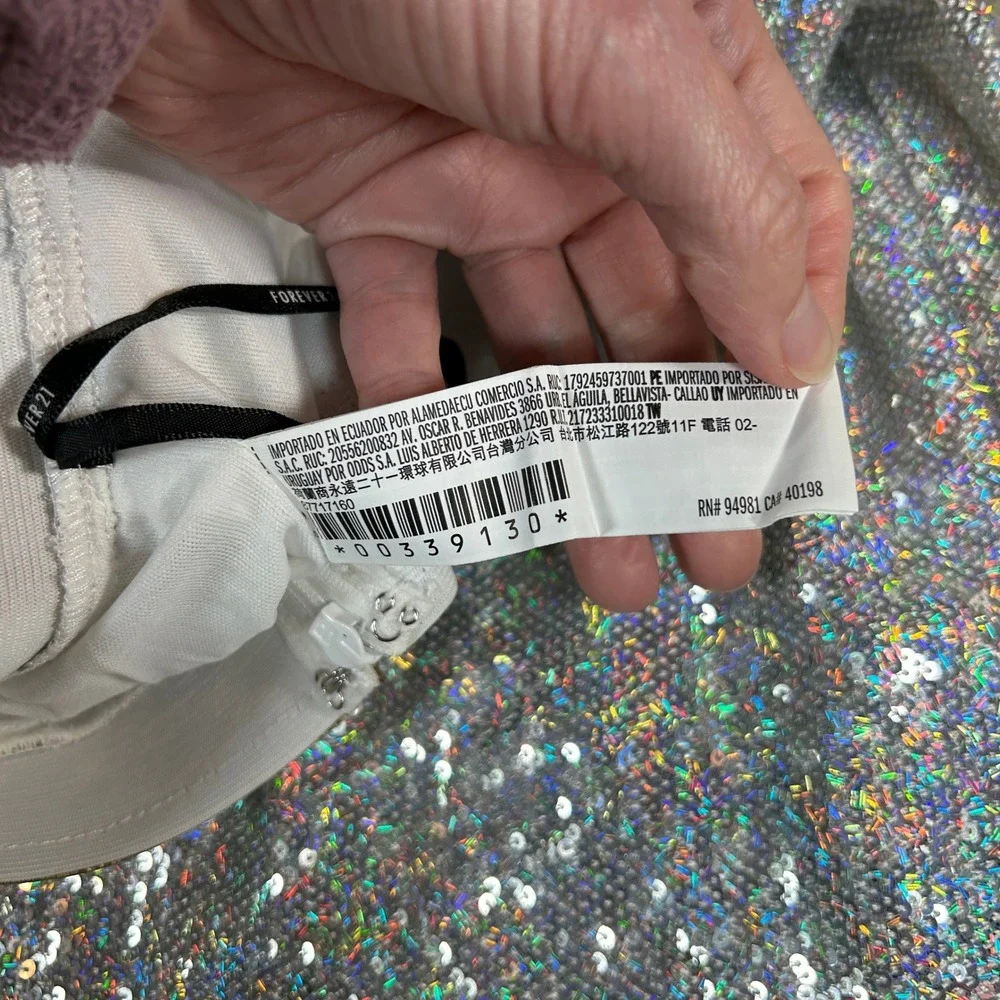 FOREVER 21
VER 21
IMPORTADO EN ECUADOR POR ALAMEDAECU COMERCIO S.A. RUC: 1792459737001 PE IMPORTADO POR
S.A.C. RUC: 20556200832 AV. OSCAR R. BENAVIDES 3866 URB. EL ÁGUILA, BELLAVISTA- CALLAO UY IMPORTADO EN
URUGUAY POR ODDS S.A. LUIS ALBERTO DE HERRERA 1290 R.U.T. 217233310018 TW
商永遠二十一環球有限公司台灣分公司 台北市松江路122號11F 電話 02-
7717160
*00339130*
RN# 94981 CA# 40198